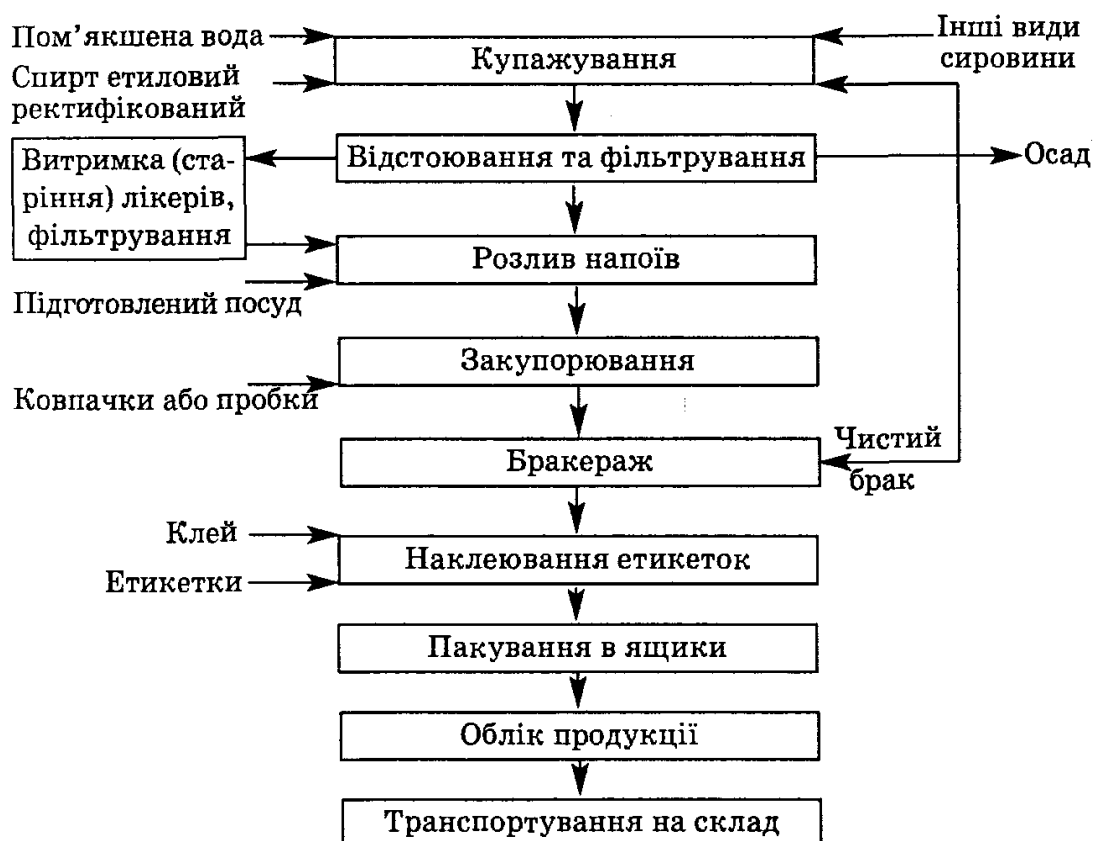 Пом’якшена вода
Купажування
Інші види
сировини
Спирт етиловий
ректифікований
Витримка (ста-
ріння) лікерів,
фільтрування
Відстоювання та фільтрування
Осад
Розлив напоїв
Підготовлений посуд
Закупорювання
Ковпачки або пробки
Бракераж
Чистий
брак
Клей
Наклеювання етикеток
Етикетки
Пакування в ящики
Облік продукції
Транспортування на склад